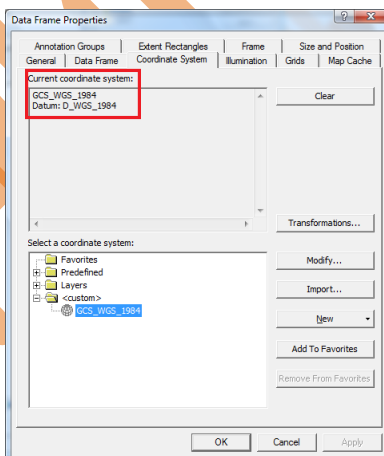 Data Frame Properties
Annotation Groups Extent Rectangles Frame Size and Position
General Data Frame Coordinate System Illumination Grids Map Cache
Current coordinate system:
GCS_WGS_1984
Datum: D_WGS_1984
Clear
Transformations...
Select a coordinate system:
Favorites
Predefined
Layers
<custom>
GCS_WGS_1984
Modify...
Import...
New
Add To Favorites
Remove From Favorites
OK Cancel Apply